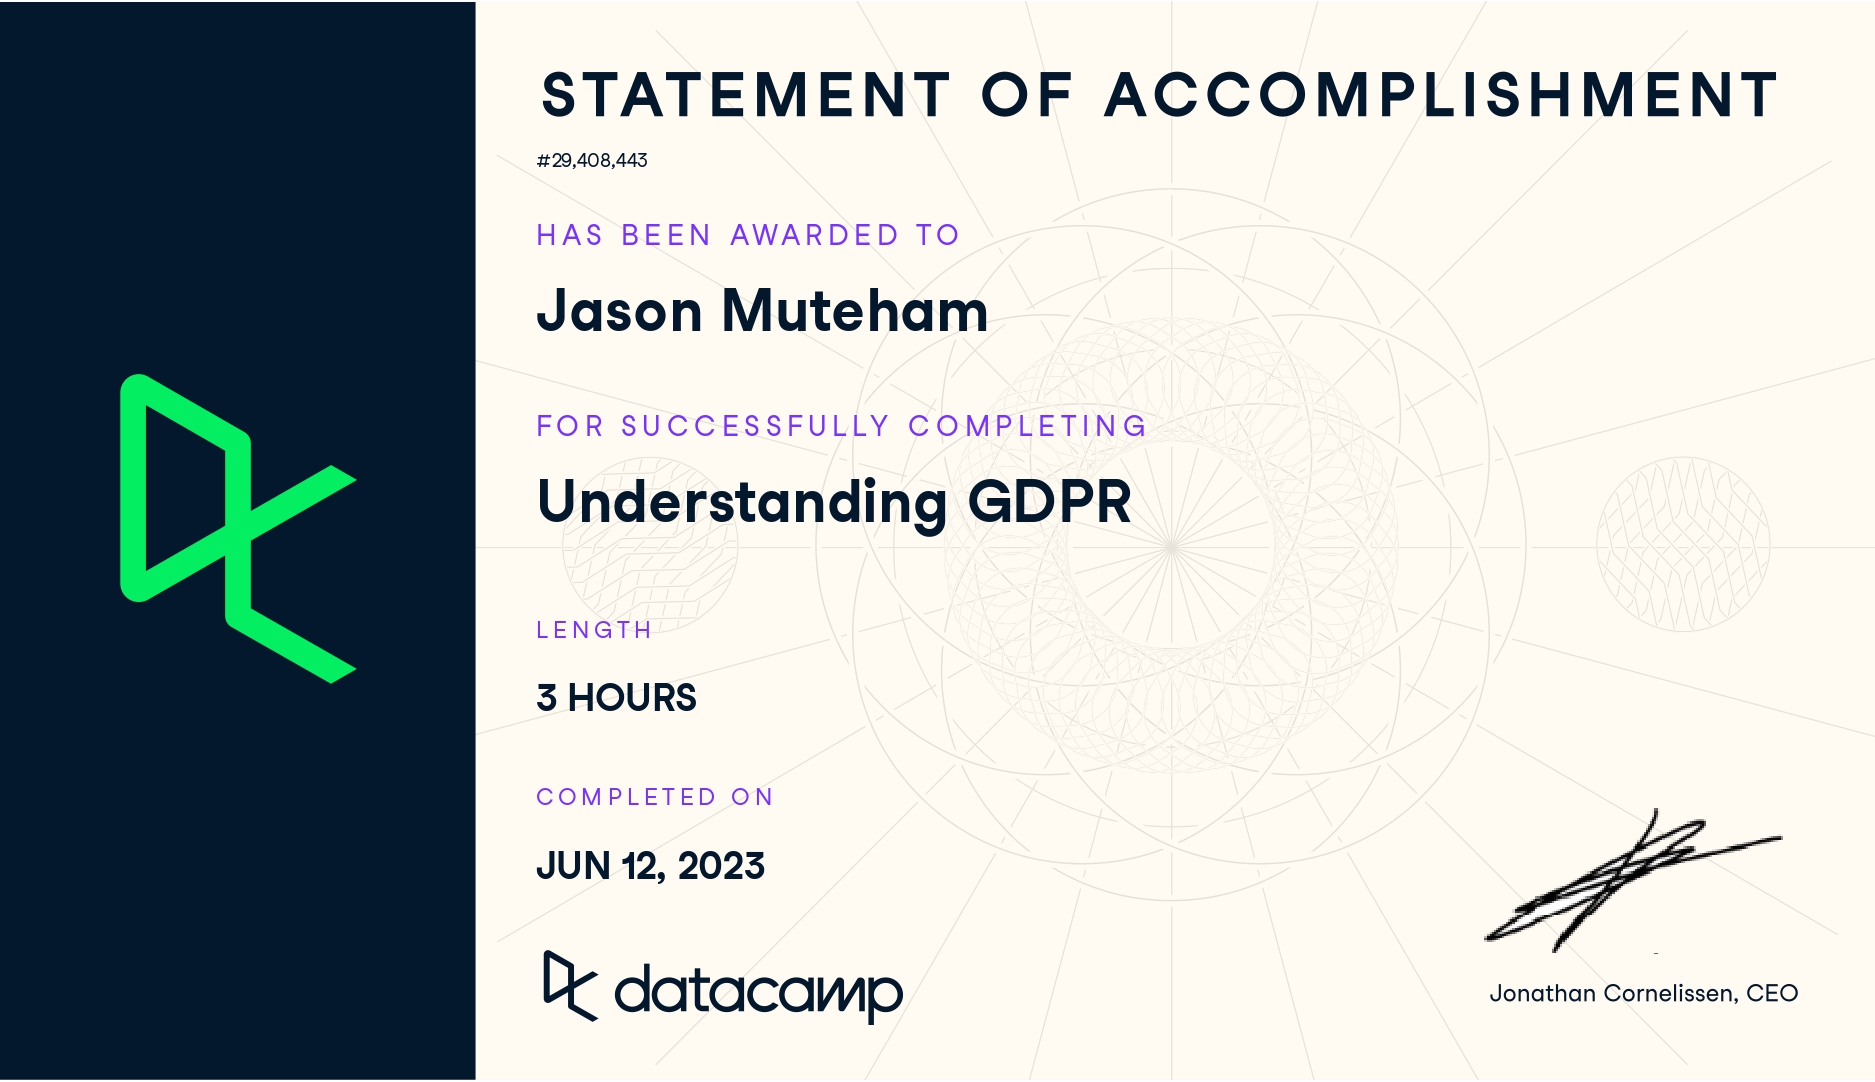 STATEMENT OF ACCOMPLISHMENT
#29,408,443
HAS BEEN AWARDED TO
Jason Muteham
FOR SUCCESSFULLY COMPLETING
Understanding GDPR
LENGTH
3 HOURS
COMPLETED ON
JUN 12, 2023
datacamp
Jonathan Cornelissen, CEO